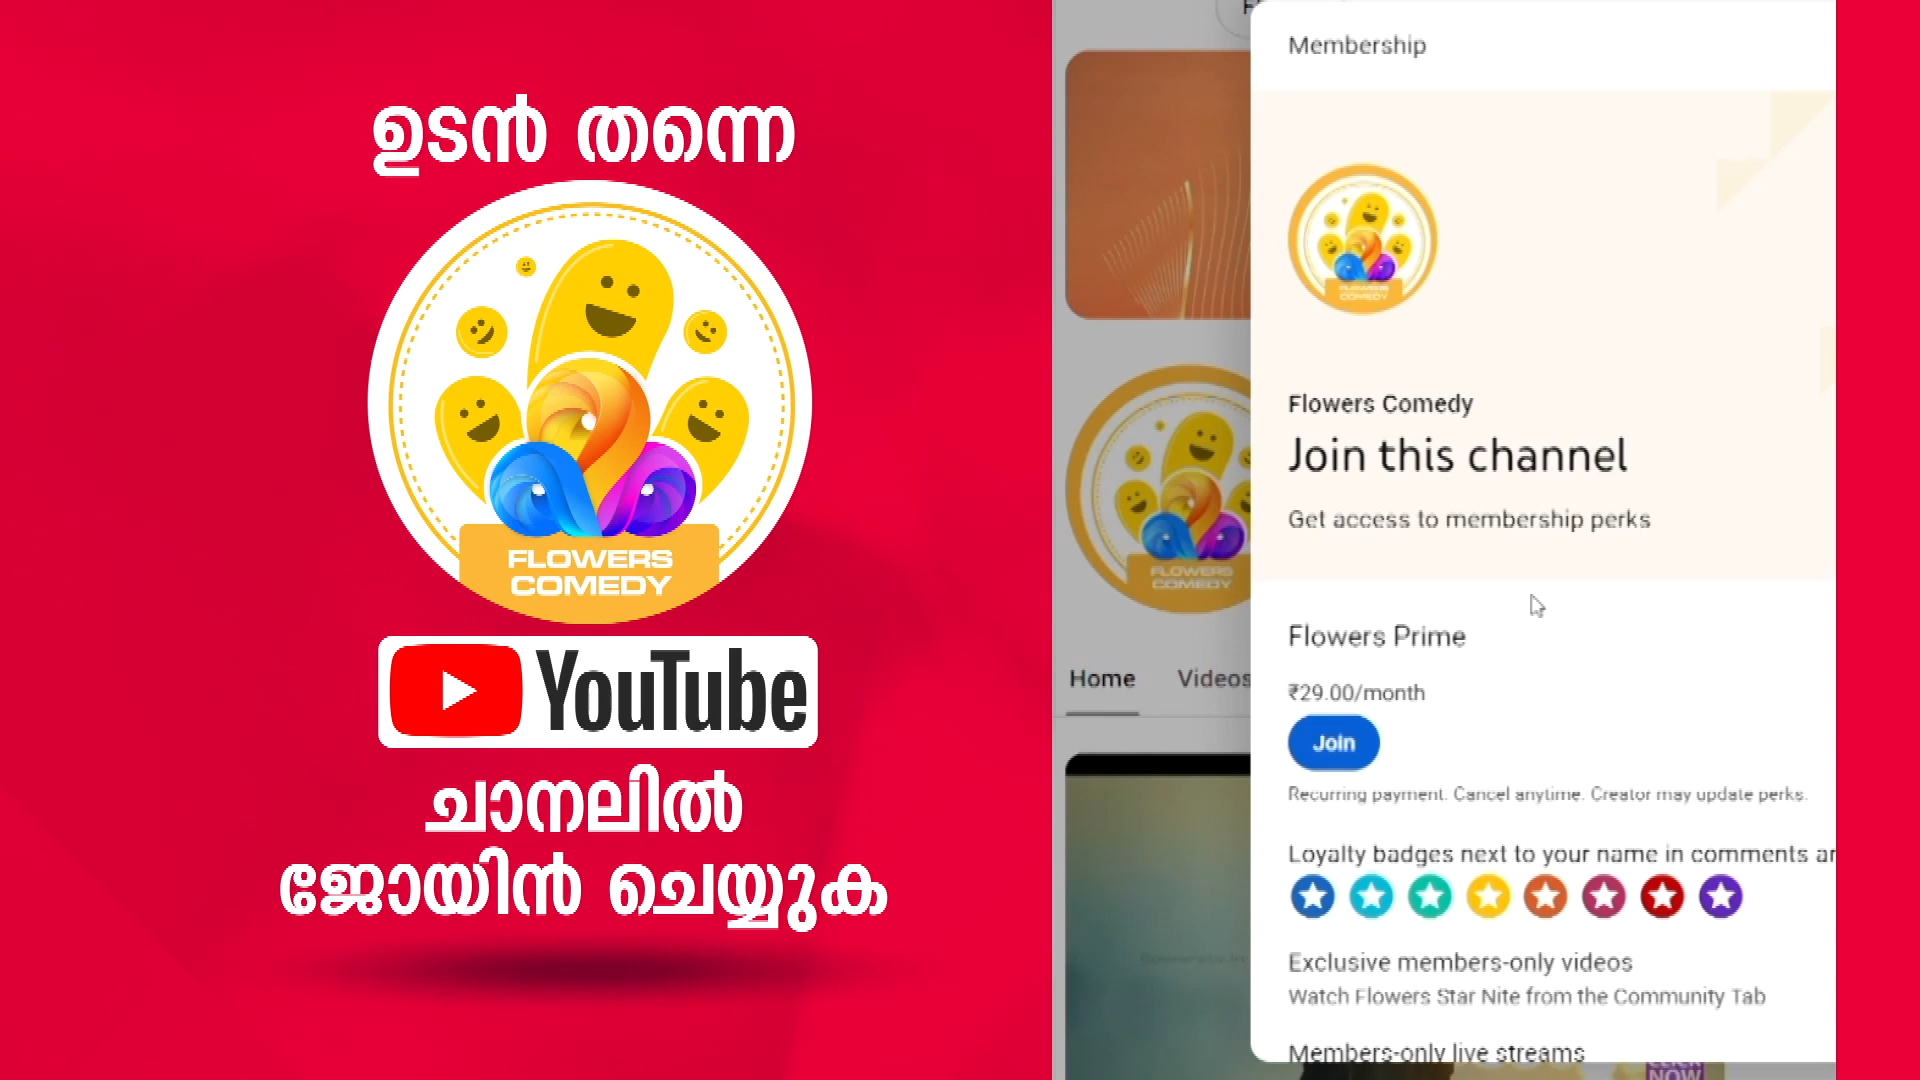 ഉടൻ തന്നെ
FLOWERS
COMEDY
YouTube
ചാനലിൽ
ജോയിൻ ചെയ്യുക
Membership
FLOWERS
COMEDY
Flowers Comedy
Join this channel
Get access to membership perks
FLOWERS
COMEDY
Home Videos
Flowers Prime
₹29.00/month
Join
Recurring payment. Cancel anytime. Creator may update perks.
Loyalty badges next to your name in comments
Exclusive members-only videos
Watch Flowers Star Nite from the Community Tab
Members-only live streams
NOW